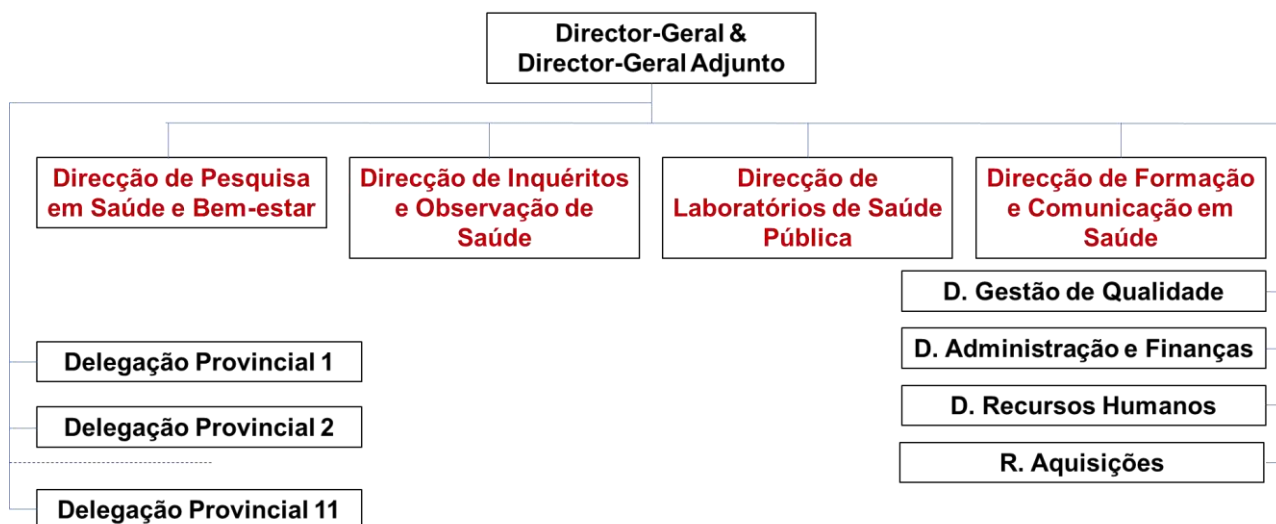 Director-Geral &
Director-Geral Adjunto
Direcção de Pesquisa
em Saúde e Bem-estar
Direcção de Inquéritos
e Observação de
Saúde
Direcção de
Laboratórios de Saúde
Pública
Direcção de Formação
e Comunicação em
Saúde
D. Gestão de Qualidade
D. Administração e Finanças
D. Recursos Humanos
R. Aquisições
Delegação Provincial 1
Delegação Provincial 2
Delegação Provincial 11